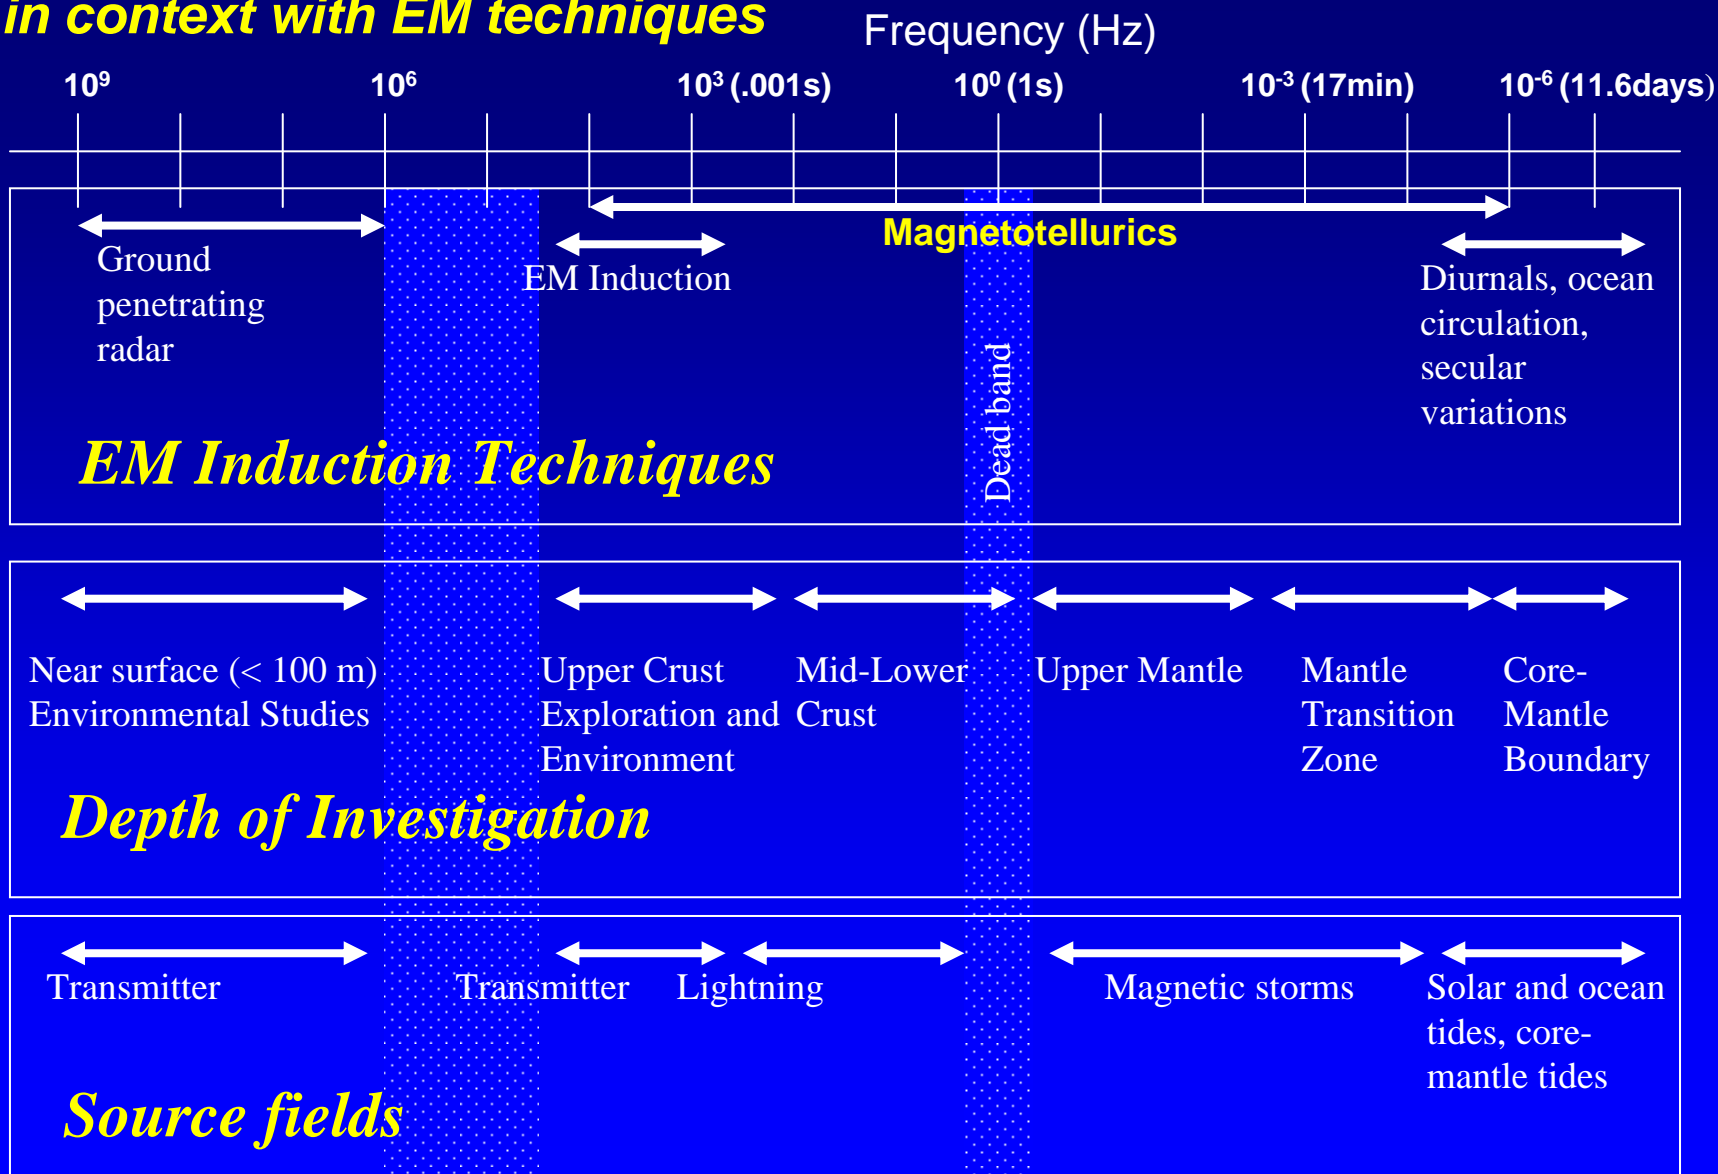 in context with EM techniques
Frequency (Hz)
10⁹ 10⁶ 10³ (.001s) 10⁰ (1s) 10⁻³ (17min) 10⁻⁶ (11.6days)
Magnetotellurics
Ground
penetrating
radar
EM Induction
Dead band
Diurnals, ocean
circulation,
secular
variations
EM Induction Techniques
Near surface (< 100 m)
Environmental Studies
Upper Crust
Exploration and
Environment
Mid-Lower
Crust
Upper Mantle
Mantle
Transition
Zone
Core-
Mantle
Boundary
Depth of Investigation
Transmitter
Transmitter
Lightning
Magnetic storms
Solar and ocean
tides, core-
mantle tides
Source fields